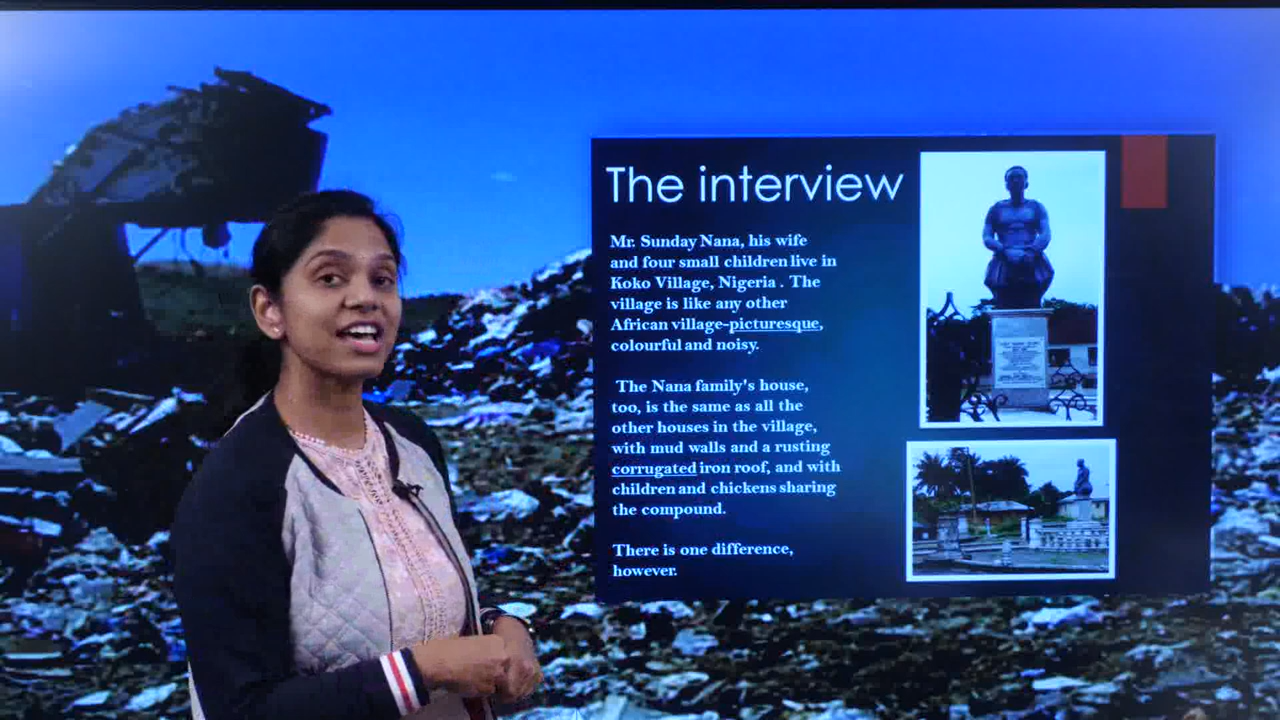 The interview
Mr. Sunday Nana, his wife
and four small children live in
Koko Village, Nigeria . The
village is like any other
African village-picturesque,
colourful and noisy.
The Nana family's house,
too, is the same as all the
other houses in the village,
with mud walls and a rusting
corrugated iron roof, and with
children and chickens sharing
the compound.
There is one difference,
however.